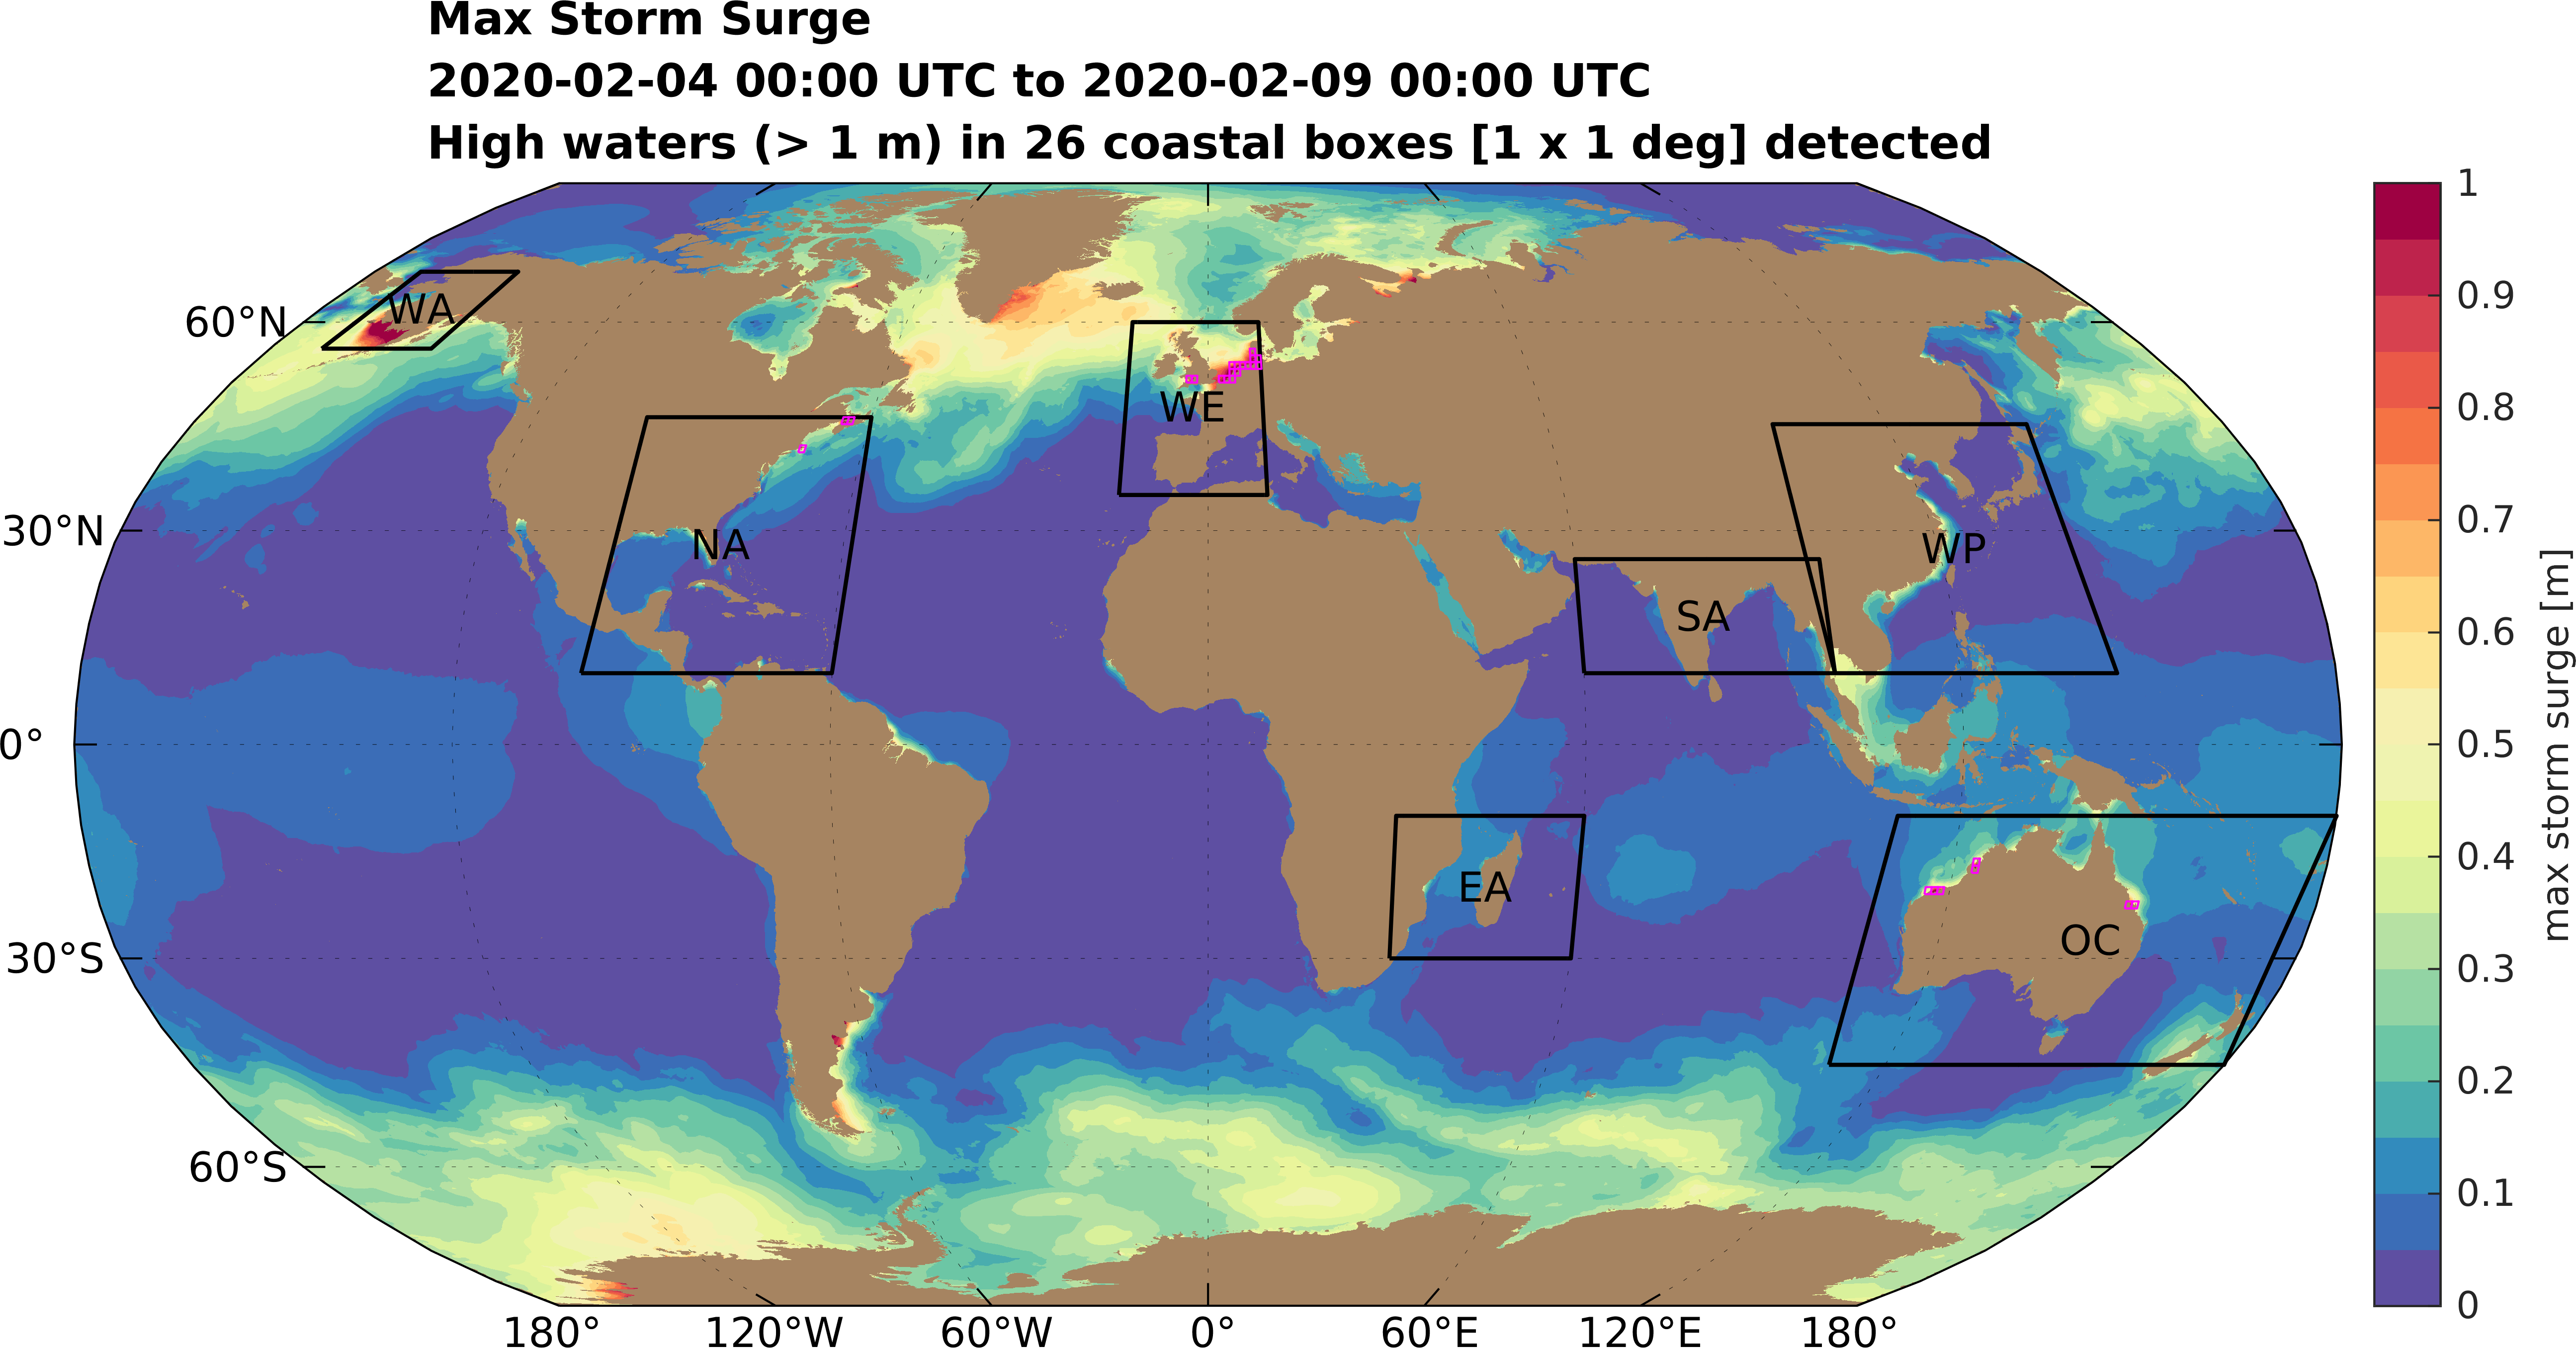 Max Storm Surge
2020-02-04 00:00 UTC to 2020-02-09 00:00 UTC
High waters (> 1 m) in 26 coastal boxes [1 x 1 deg] detected
60°N
30°N
0°
30°S
60°S
WA
NA
WE
SA
WP
EA
OC
180°
120°W
60°W
0°
60°E
120°E
180°
1
0.9
0.8
0.7
0.6
0.5
0.4
0.3
0.2
0.1
0
max storm surge [m]